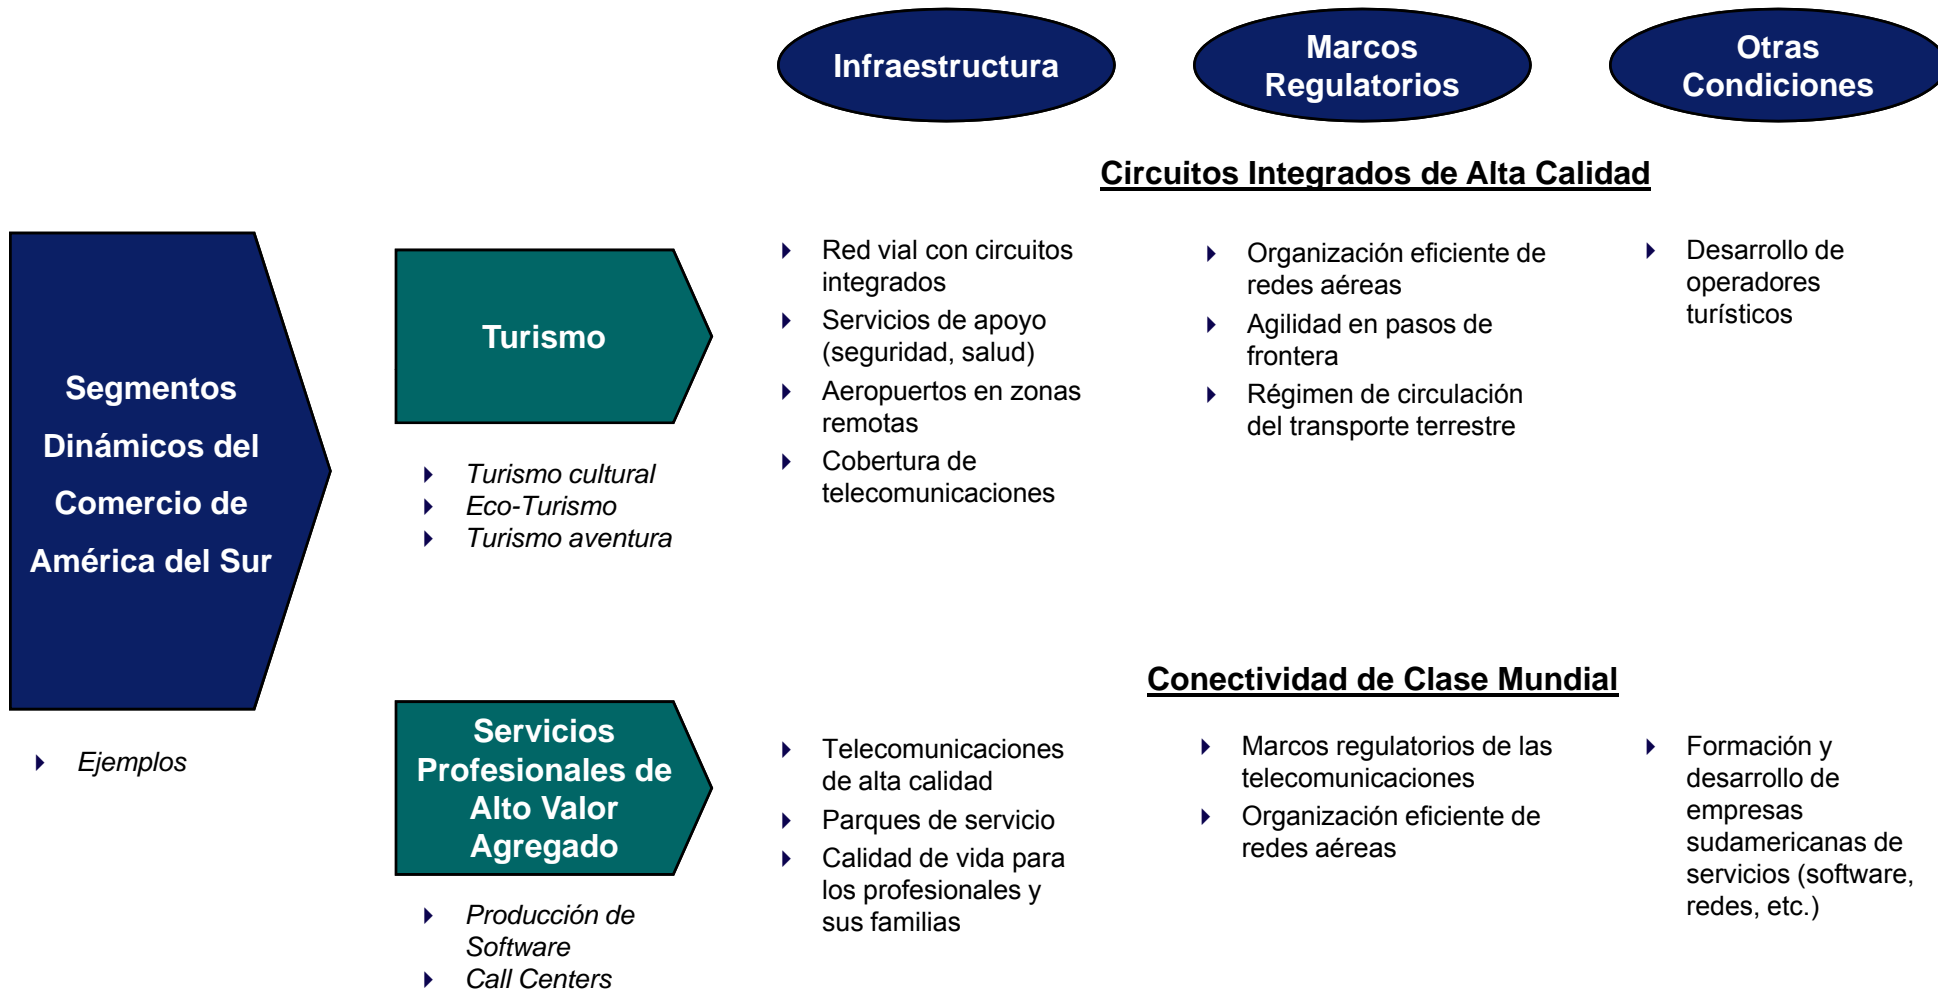 Infraestructura
Marcos
Regulatorios
Otras
Condiciones
Circuitos Integrados de Alta Calidad
Segmentos
Dinámicos del
Comercio de
América del Sur
Ejemplos
Turismo
Turismo cultural
Eco-Turismo
Turismo aventura
Red vial con circuitos
integrados
Servicios de apoyo
(seguridad, salud)
Aeropuertos en zonas
remotas
Cobertura de
telecomunicaciones
Organización eficiente de
redes aéreas
Agilidad en pasos de
frontera
Régimen de circulación
del transporte terrestre
Desarrollo de
operadores
turísticos
Conectividad de Clase Mundial
Servicios
Profesionales de
Alto Valor
Agregado
Producción de
Software
Call Centers
Telecomunicaciones
de alta calidad
Parques de servicio
Calidad de vida para
los profesionales y
sus familias
Marcos regulatorios de las
telecomunicaciones
Organización eficiente de
redes aéreas
Formación y
desarrollo de
empresas
sudamericanas de
servicios (software,
redes, etc.)